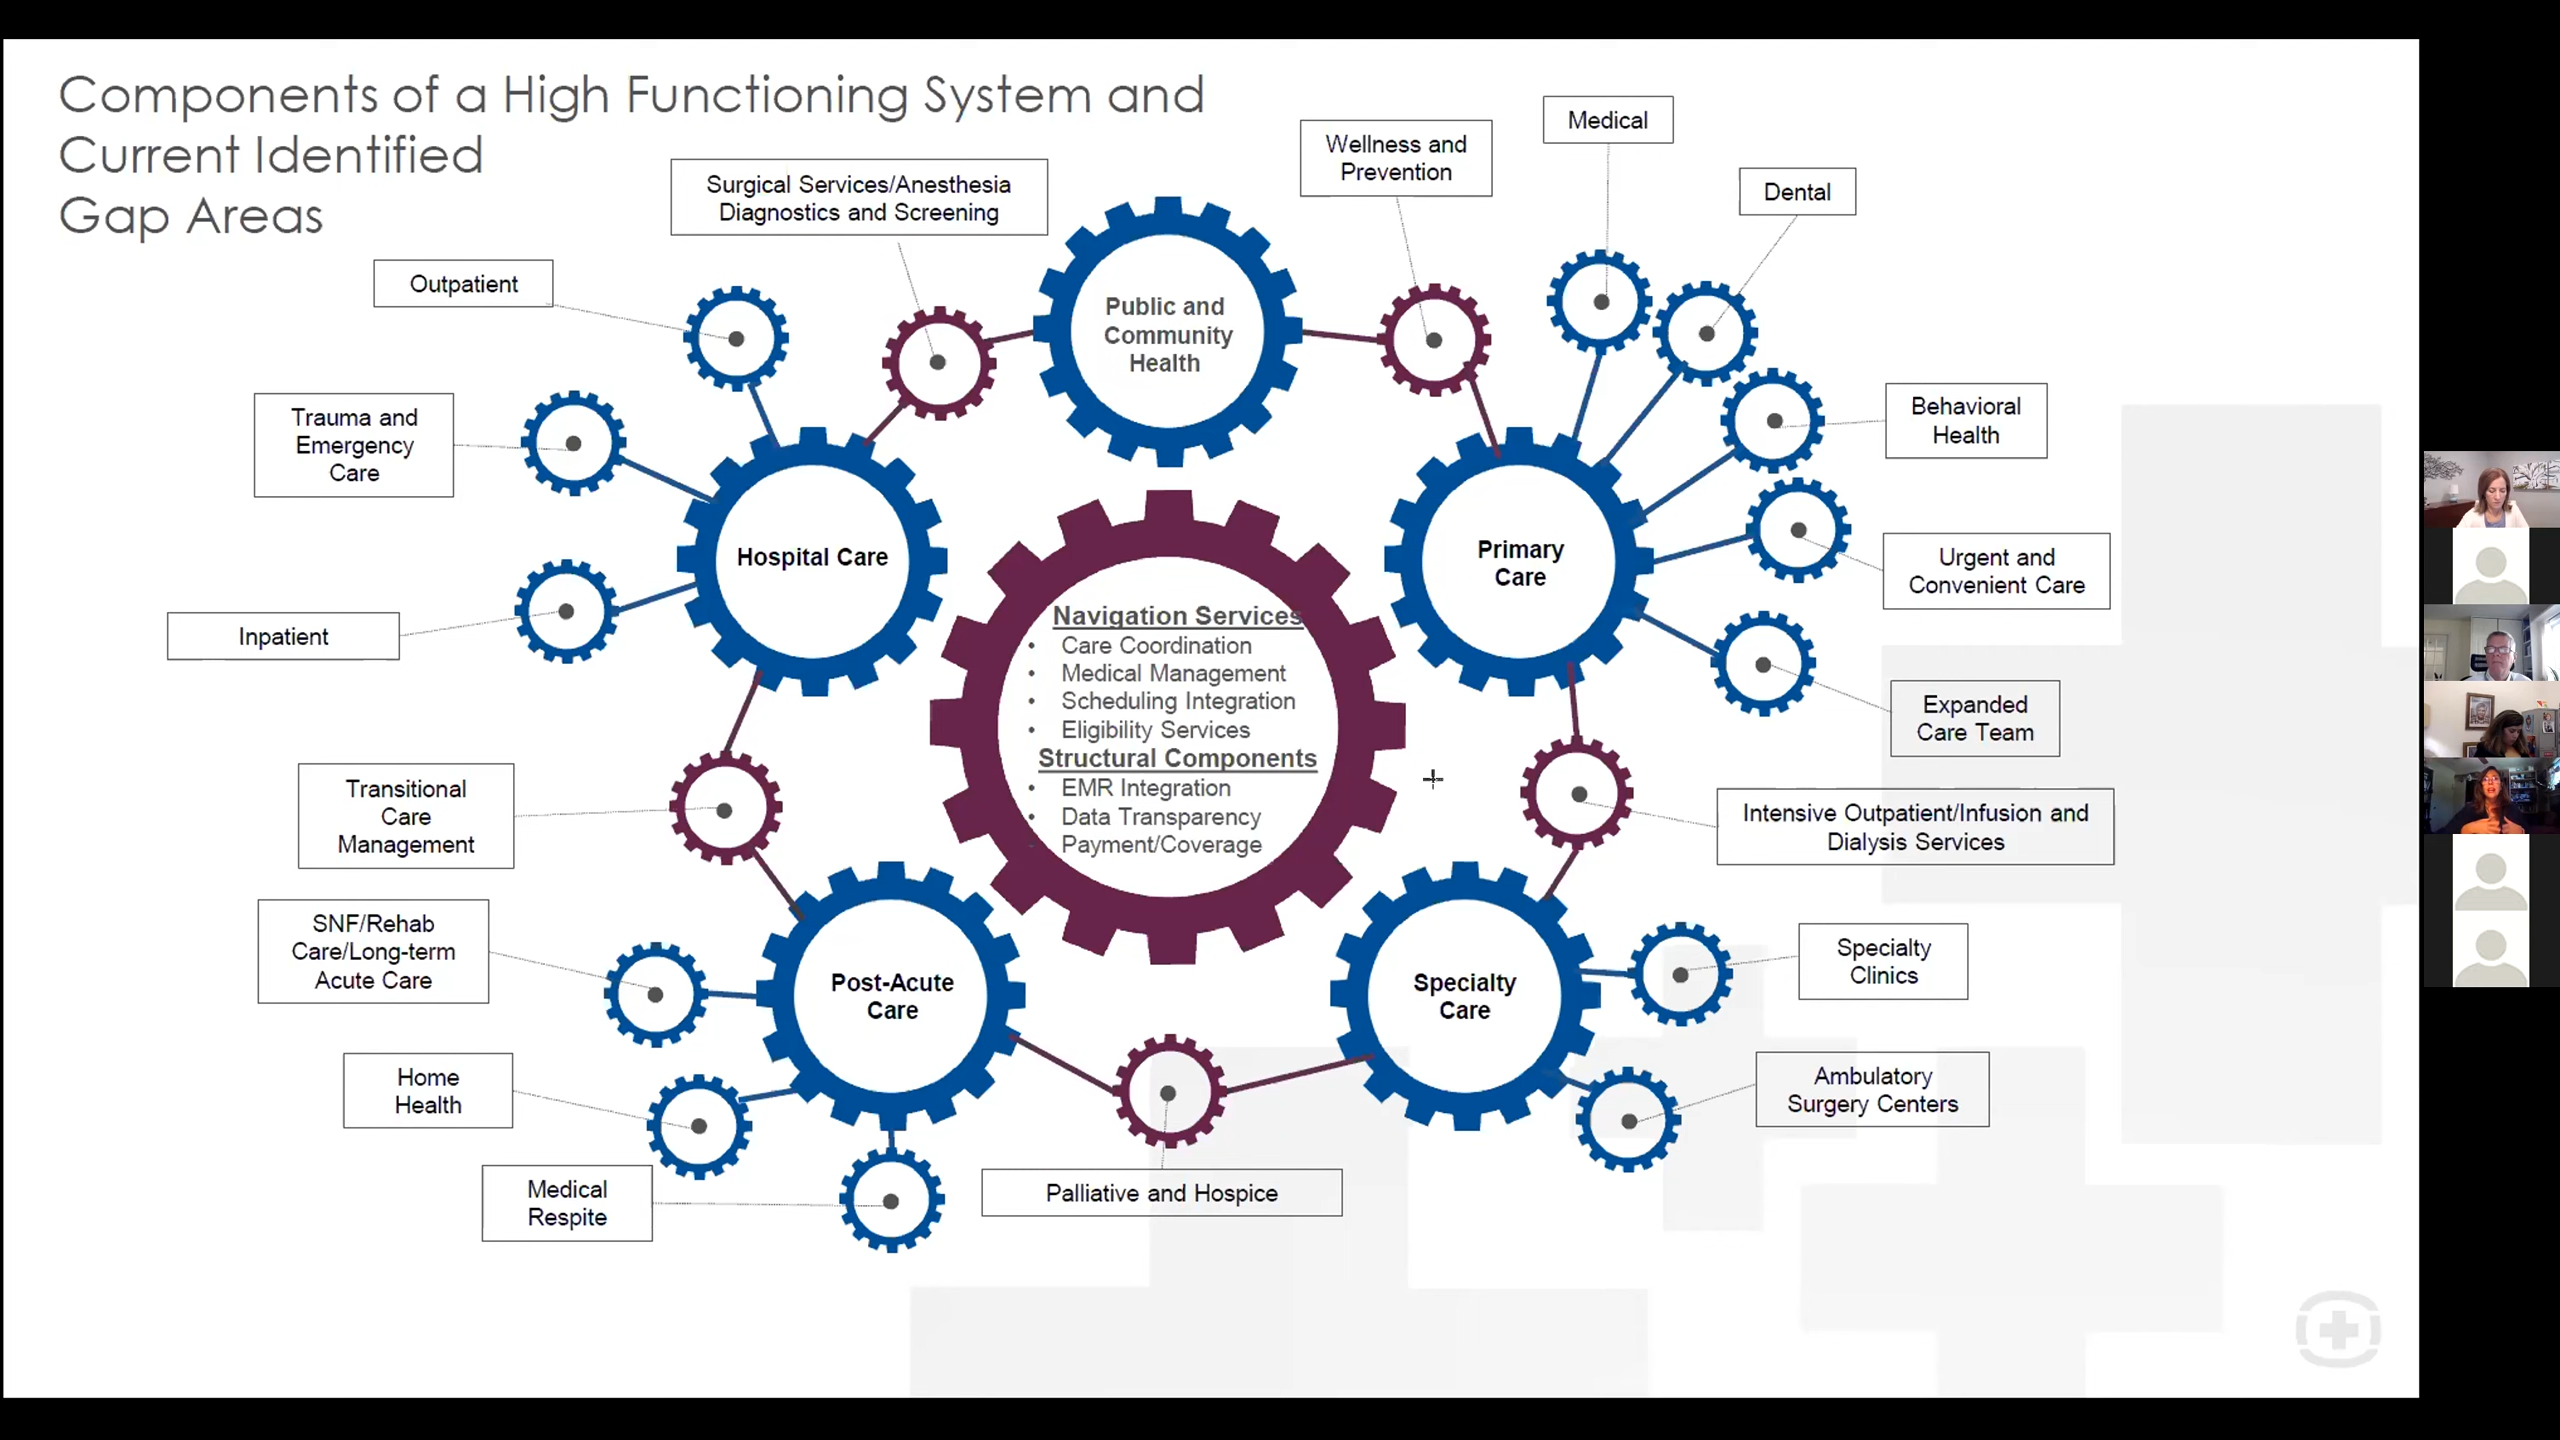 Components of a High Functioning System and
Current Identified
Gap Areas
Surgical Services/Anesthesia
Diagnostics and Screening
Wellness and
Prevention
Medical
Dental
Outpatient
Public and
Community
Health
Trauma and
Emergency
Care
Behavioral
Health
Hospital Care
Primary
Care
Urgent and
Convenient Care
Inpatient
Navigation Services
• Care Coordination
• Medical Management
• Scheduling Integration
• Eligibility Services
Structural Components
• EMR Integration
• Data Transparency
• Payment/Coverage
Expanded
Care Team
Transitional
Care
Management
Intensive Outpatient/Infusion and
Dialysis Services
SNF/Rehab
Care/Long-term
Acute Care
Post-Acute
Care
Specialty
Care
Specialty
Clinics
Home
Health
Ambulatory
Surgery Centers
Medical
Respite
Palliative and Hospice